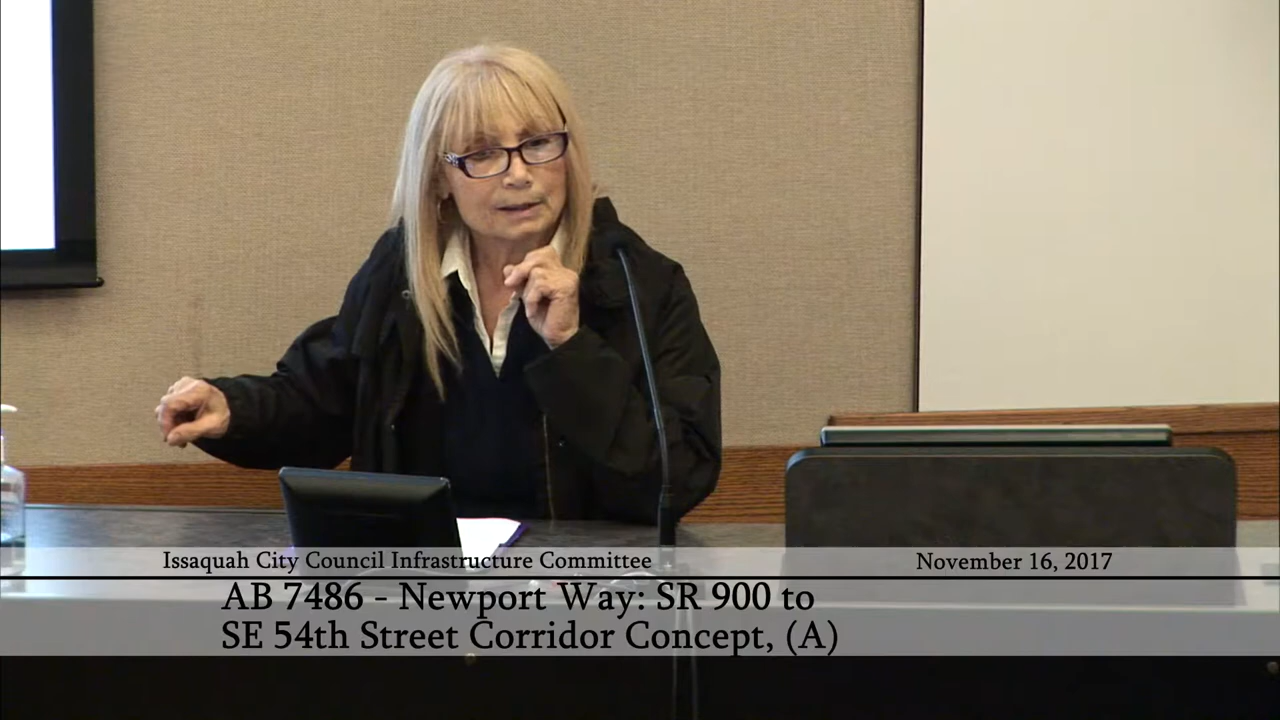 Issaquah City Council Infrastructure Committee
November 16, 2017
AB 7486 - Newport Way: SR 900 to
SE 54th Street Corridor Concept, (A)